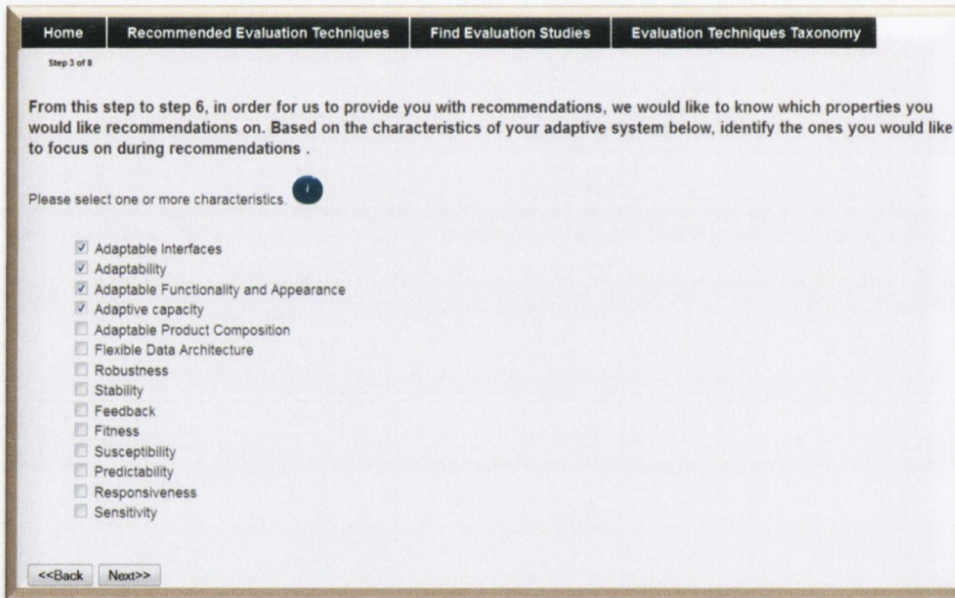 Home Recommended Evaluation Techniques Find Evaluation Studies Evaluation Techniques Taxonomy
Step 3 of 8
From this step to step 6, in order for us to provide you with recommendations, we would like to know which properties you
would like recommendations on. Based on the characteristics of your adaptive system below, identify the ones you would like
to focus on during recommendations .
Please select one or more characteristics. i
Adaptable Interfaces
Adaptability
Adaptable Functionality and Appearance
Adaptive capacity
Adaptable Product Composition
Flexible Data Architecture
Robustness
Stability
Feedback
Fitness
Susceptibility
Predictability
Responsiveness
Sensitivity
<<Back Next>>